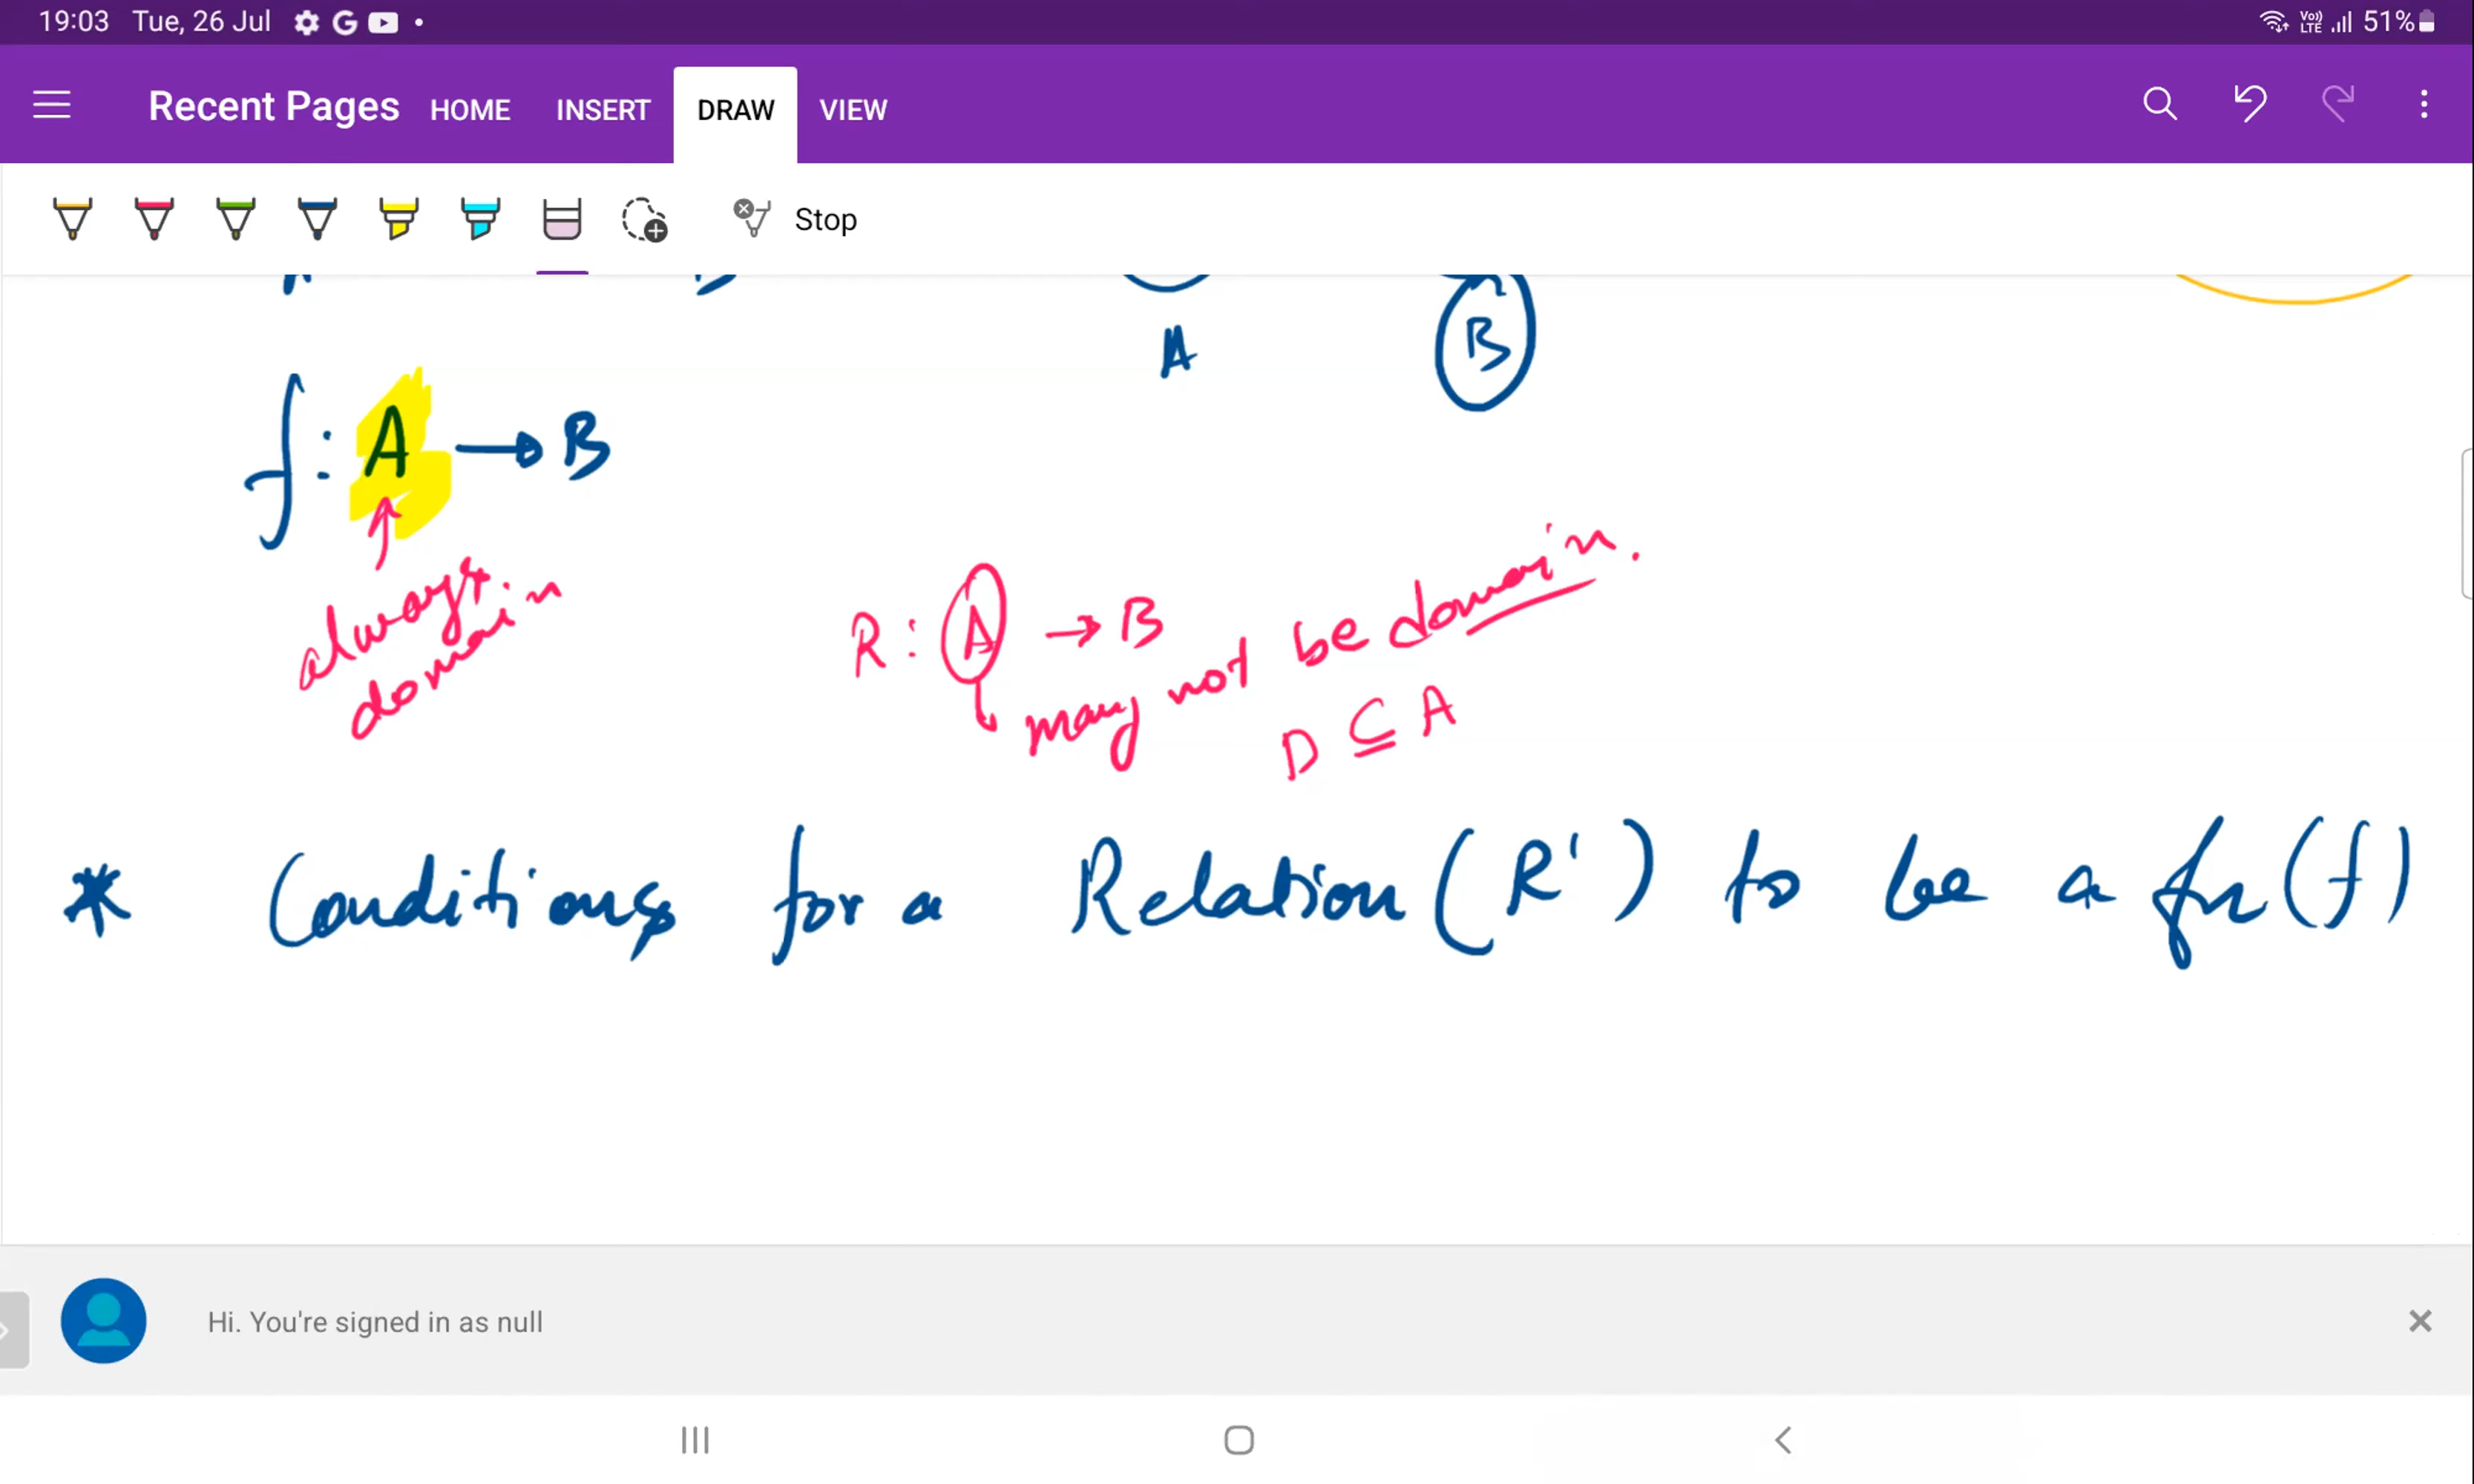 19:03 Tue, 26 Jul 51%
Recent Pages HOME INSERT DRAW VIEW
Stop
A B
f: A → B
always domain
R: A → B
may not be domain.
D ⊆ A
* Conditions for a Relation (R') to be a fn (f)
Hi. You're signed in as null